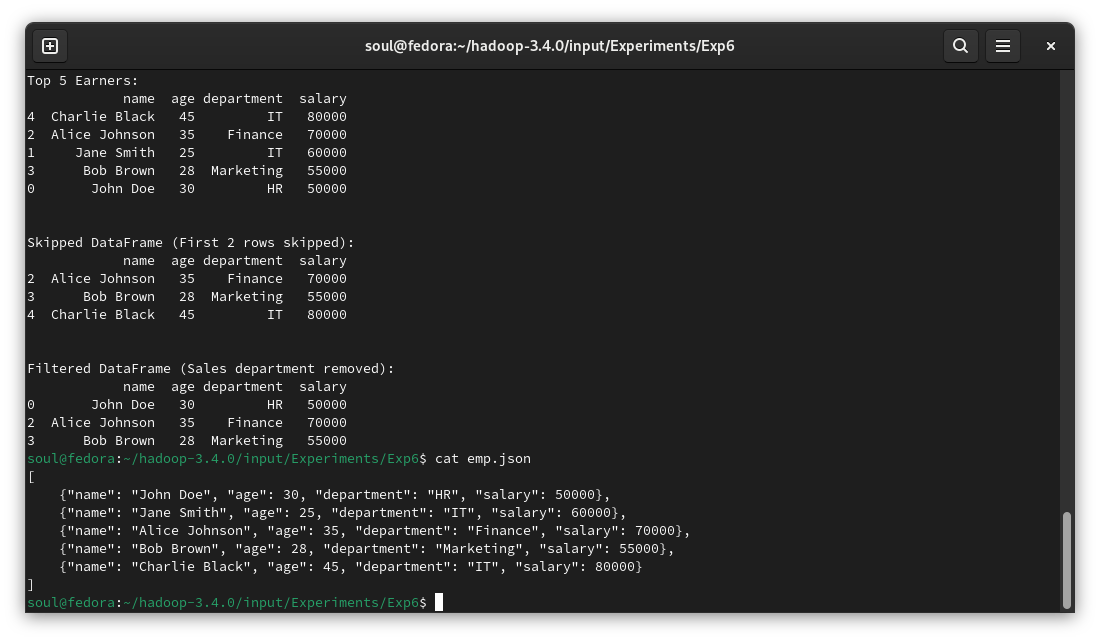 soul@fedora:~/hadoop-3.4.0/input/Experiments/Exp6
Top 5 Earners:
            name  age department  salary
4  Charlie Black   45         IT   80000
2  Alice Johnson   35    Finance   70000
1     Jane Smith   25         IT   60000
3      Bob Brown   28  Marketing   55000
0       John Doe   30         HR   50000
Skipped DataFrame (First 2 rows skipped):
            name  age department  salary
2  Alice Johnson   35    Finance   70000
3      Bob Brown   28  Marketing   55000
4  Charlie Black   45         IT   80000
Filtered DataFrame (Sales department removed):
            name  age department  salary
0       John Doe   30         HR   50000
2  Alice Johnson   35    Finance   70000
3      Bob Brown   28  Marketing   55000
soul@fedora:~/hadoop-3.4.0/input/Experiments/Exp6$ cat emp.json
[
    {"name": "John Doe", "age": 30, "department": "HR", "salary": 50000},
    {"name": "Jane Smith", "age": 25, "department": "IT", "salary": 60000},
    {"name": "Alice Johnson", "age": 35, "department": "Finance", "salary": 70000},
    {"name": "Bob Brown", "age": 28, "department": "Marketing", "salary": 55000},
    {"name": "Charlie Black", "age": 45, "department": "IT", "salary": 80000}
]
soul@fedora:~/hadoop-3.4.0/input/Experiments/Exp6$